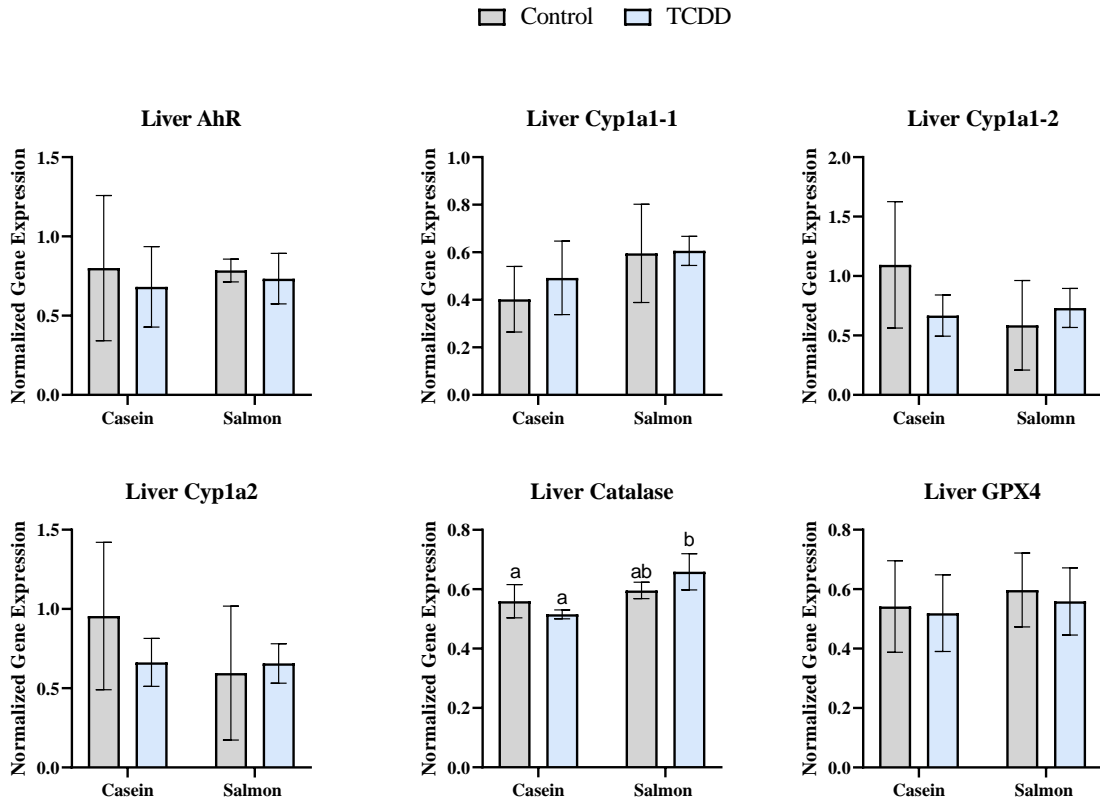 Control TCDD
Liver AhR
Normalized Gene Expression
1.5
1.0
0.5
0.0
Casein Salmon
Liver Cyp1a1-1
Normalized Gene Expression
1.0
0.8
0.6
0.4
0.2
0.0
Casein Salmon
Liver Cyp1a1-2
Normalized Gene Expression
2.0
1.5
1.0
0.5
0.0
Casein Salomn
Liver Cyp1a2
Normalized Gene Expression
1.5
1.0
0.5
0.0
Casein Salmon
Liver Catalase
Normalized Gene Expression
0.8
0.6
0.4
0.2
0.0
a a ab b
Casein Salmon
Liver GPX4
Normalized Gene Expression
0.8
0.6
0.4
0.2
0.0
Casein Salmon